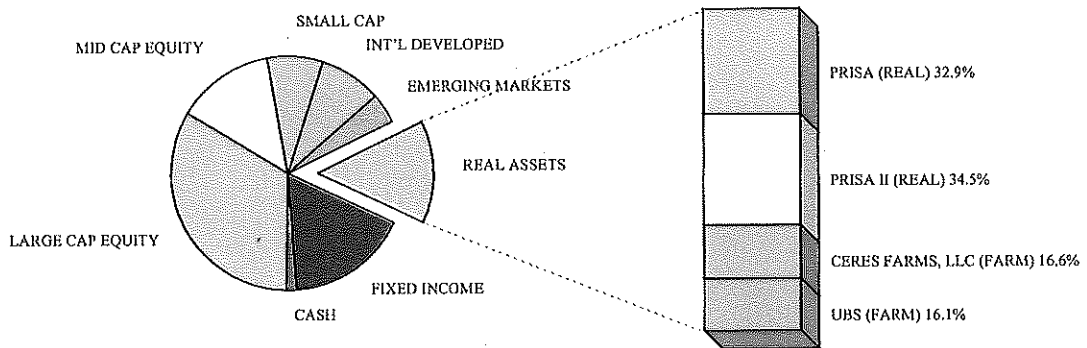 SMALL CAP
MID CAP EQUITY
INT'L DEVELOPED
EMERGING MARKETS
REAL ASSETS
LARGE CAP EQUITY
FIXED INCOME
CASH
PRISA (REAL) 32.9%
PRISA II (REAL) 34.5%
CERES FARMS, LLC (FARM) 16.6%
UBS (FARM) 16.1%